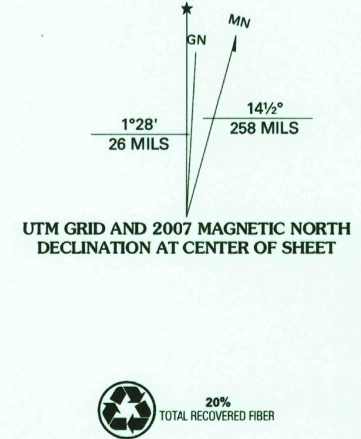 MN
GN
1°28'
26 MILS
14½°
258 MILS
UTM GRID AND 2007 MAGNETIC NORTH
DECLINATION AT CENTER OF SHEET
20%
TOTAL RECOVERED FIBER